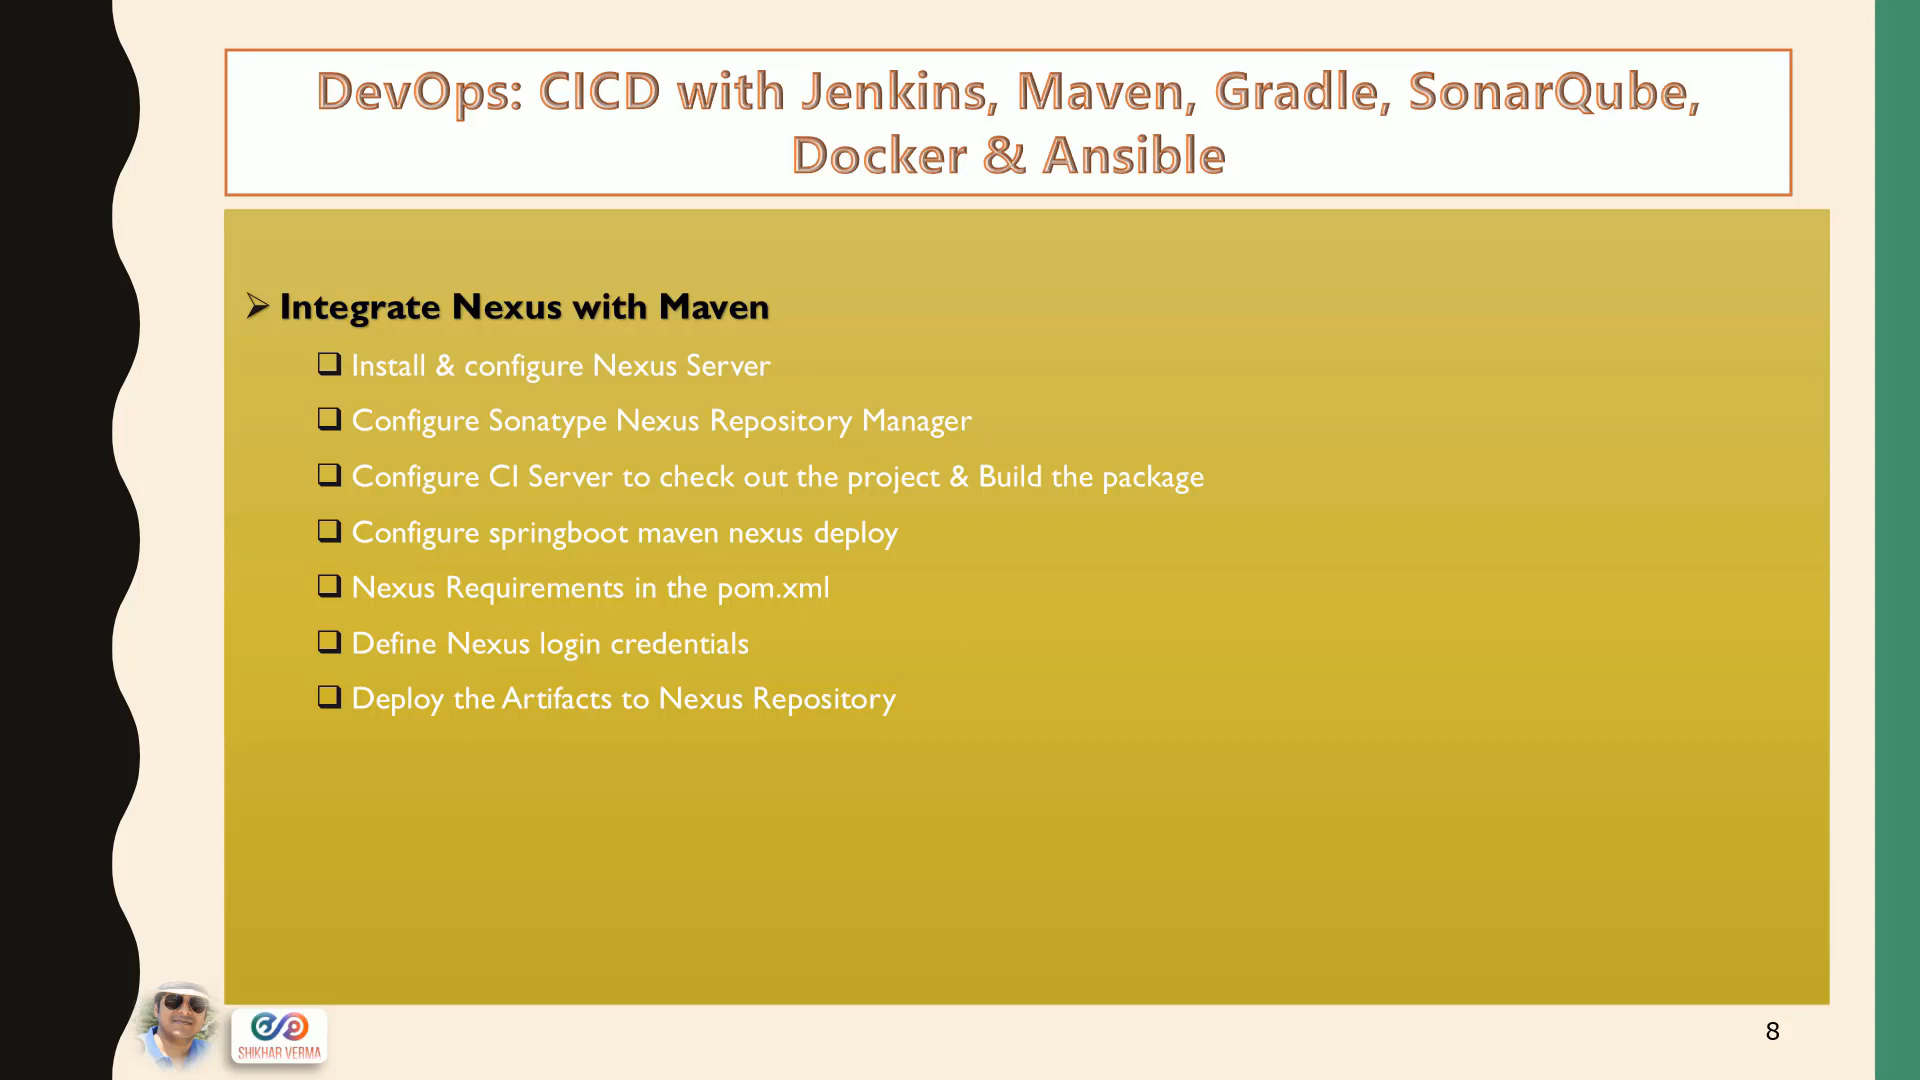 DevOps: CICD with Jenkins, Maven, Gradle, SonarQube,
Docker & Ansible
Integrate Nexus with Maven
Install & configure Nexus Server
Configure Sonatype Nexus Repository Manager
Configure CI Server to check out the project & Build the package
Configure springboot maven nexus deploy
Nexus Requirements in the pom.xml
Define Nexus login credentials
Deploy the Artifacts to Nexus Repository
SHIKHAR VERMA
8